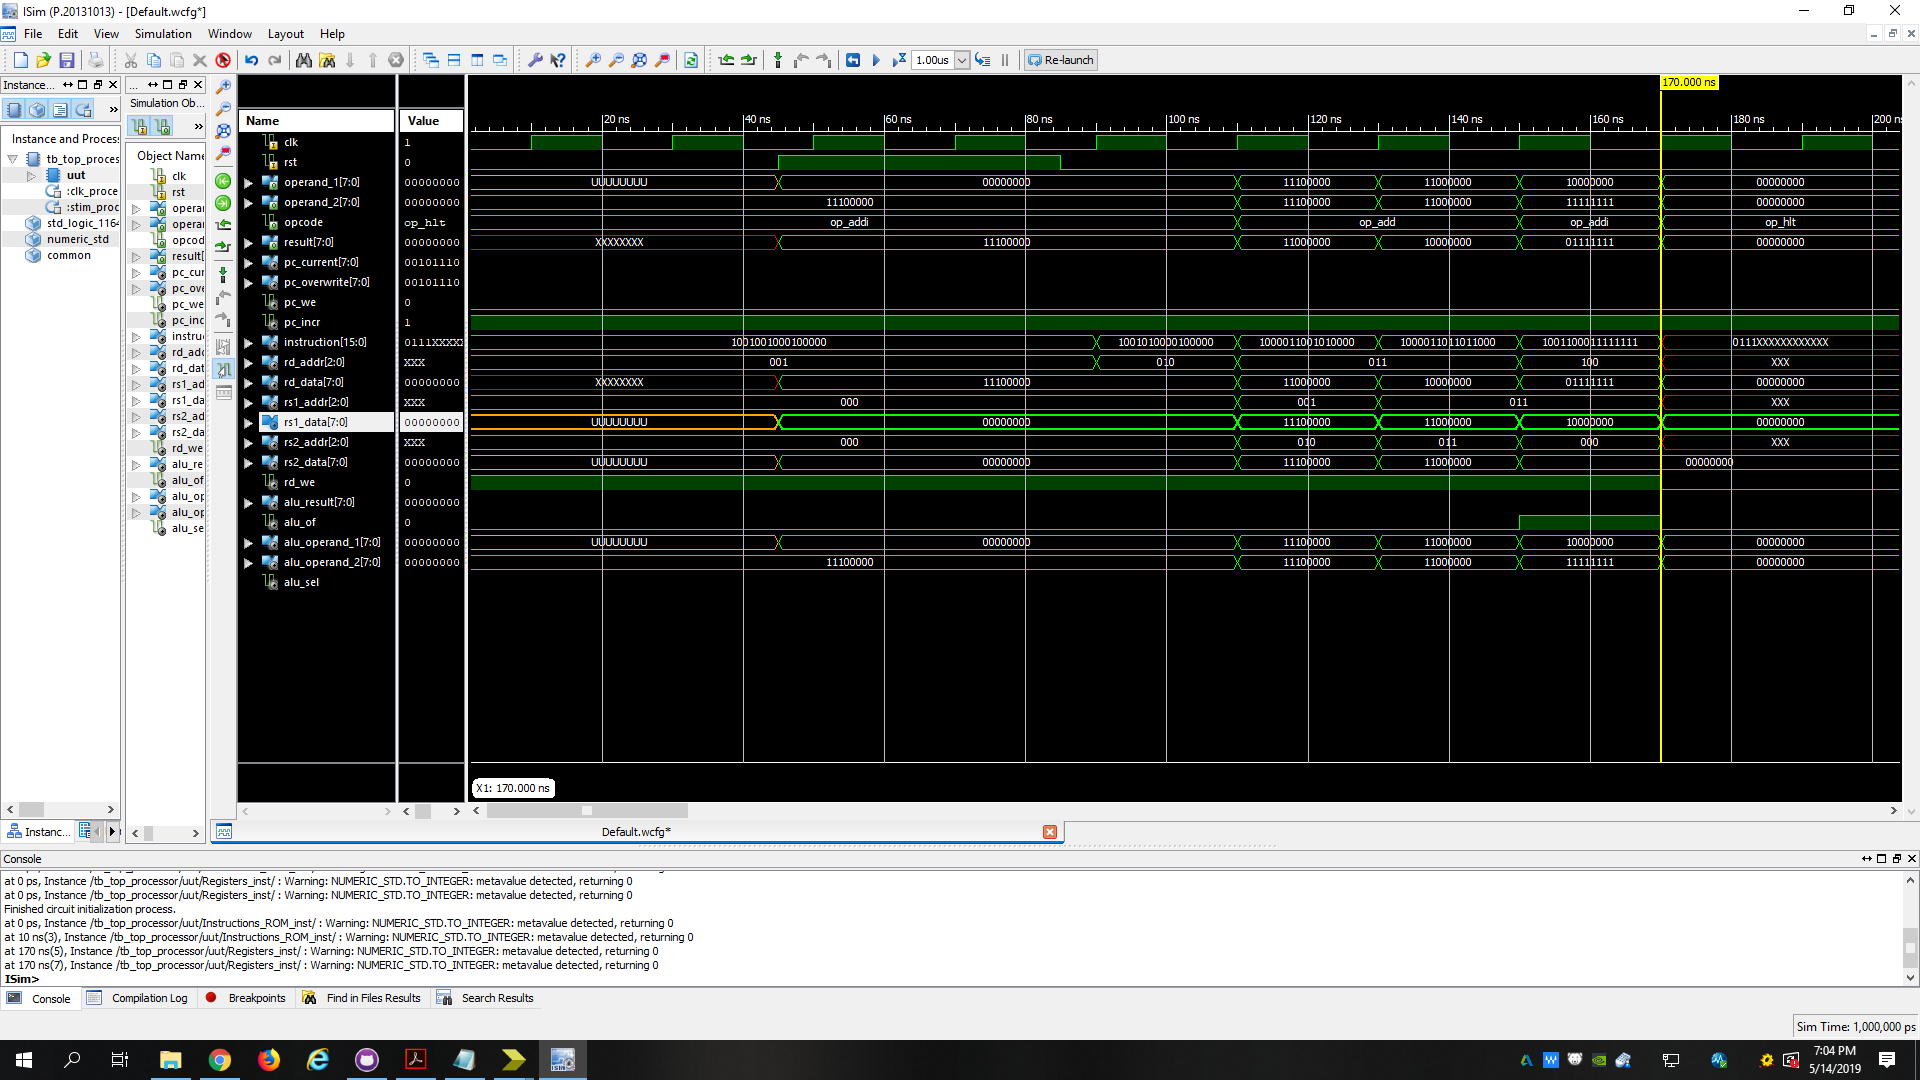 ISim (P.20131013) - [Default.wcfg*]
File Edit View Simulation Window Layout Help
1.00us Re-launch
Instance...
Instance and Process
tb_top_process
uut
:clk_proce
:stim_proc
std_logic_1164
numeric_std
common
Instanc...
...
Simulation Ob...
Object Name
clk
rst
operan
operan
opcod
result[
pc_cur
pc_ove
pc_we
pc_inc
instru
rd_add
rd_dat
rs1_ad
rs1_da
rs2_ad
rs2_da
rd_we
alu_re
alu_of
alu_op
alu_op
alu_se
170.000 ns
20 ns 40 ns 60 ns 80 ns 100 ns 120 ns 140 ns 160 ns 180 ns 200 ns
Name Value
clk 1
rst 0
operand_1[7:0] 00000000 UUUUUUUU 00000000 11100000 11000000 10000000 00000000
operand_2[7:0] 00000000 11100000 11100000 11000000 11111111 00000000
opcode op_hlt op_addi op_add op_addi op_hlt
result[7:0] 00000000 XXXXXXXX 11100000 11000000 10000000 01111111 00000000
pc_current[7:0] 00101110
pc_overwrite[7:0] 00101110
pc_we 0
pc_incr 1
instruction[15:0] 0111XXXXX 1001001000100000 1001010000100000 1000011001010000 1000011011011000 1001100011111111 0111XXXXXXXXXXXX
rd_addr[2:0] XXX 001 010 011 100 XXX
rd_data[7:0] 00000000 XXXXXXXX 11100000 11000000 10000000 01111111 00000000
rs1_addr[2:0] XXX 000 001 011 XXX
rs1_data[7:0] 00000000 UUUUUUUU 00000000 11100000 11000000 10000000 00000000
rs2_addr[2:0] XXX 000 010 011 000 XXX
rs2_data[7:0] 00000000 UUUUUUUU 00000000 11100000 11000000 00000000
rd_we 0
alu_result[7:0] 00000000
alu_of 0
alu_operand_1[7:0] 00000000 UUUUUUUU 00000000 11100000 11000000 10000000 00000000
alu_operand_2[7:0] 00000000 11100000 11100000 11000000 11111111 00000000
alu_sel
X1: 170.000 ns
Default.wcfg*
Console
at 0 ps, Instance /tb_top_processor/uut/Registers_inst/ : Warning: NUMERIC_STD.TO_INTEGER: metavalue detected, returning 0
at 0 ps, Instance /tb_top_processor/uut/Registers_inst/ : Warning: NUMERIC_STD.TO_INTEGER: metavalue detected, returning 0
Finished circuit initialization process.
at 0 ps, Instance /tb_top_processor/uut/Instructions_ROM_inst/ : Warning: NUMERIC_STD.TO_INTEGER: metavalue detected, returning 0
at 10 ns(3), Instance /tb_top_processor/uut/Instructions_ROM_inst/ : Warning: NUMERIC_STD.TO_INTEGER: metavalue detected, returning 0
at 170 ns(5), Instance /tb_top_processor/uut/Registers_inst/ : Warning: NUMERIC_STD.TO_INTEGER: metavalue detected, returning 0
at 170 ns(7), Instance /tb_top_processor/uut/Registers_inst/ : Warning: NUMERIC_STD.TO_INTEGER: metavalue detected, returning 0
ISim>
Console Compilation Log Breakpoints Find in Files Results Search Results
Sim Time: 1,000,000 ps
7:04 PM
5/14/2019